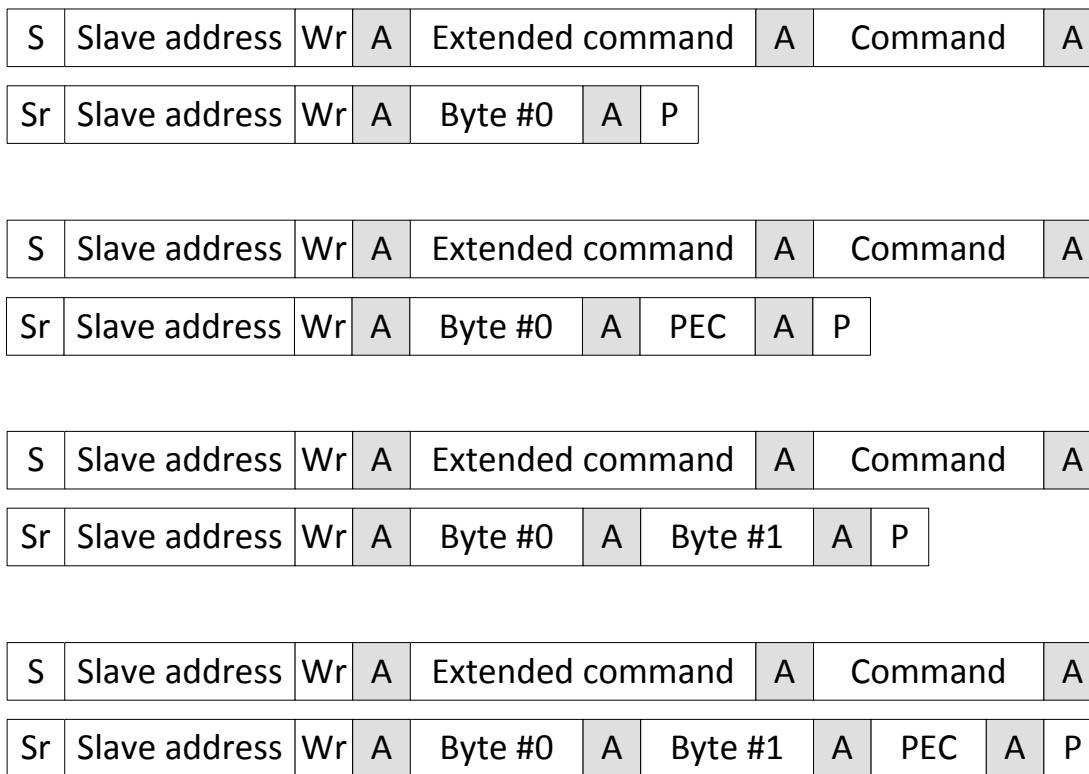 S Slave address Wr A Extended command A Command A
Sr Slave address Wr A Byte #0 A P
S Slave address Wr A Extended command A Command A
Sr Slave address Wr A Byte #0 A PEC A P
S Slave address Wr A Extended command A Command A
Sr Slave address Wr A Byte #0 A Byte #1 A P
S Slave address Wr A Extended command A Command A
Sr Slave address Wr A Byte #0 A Byte #1 A PEC A P